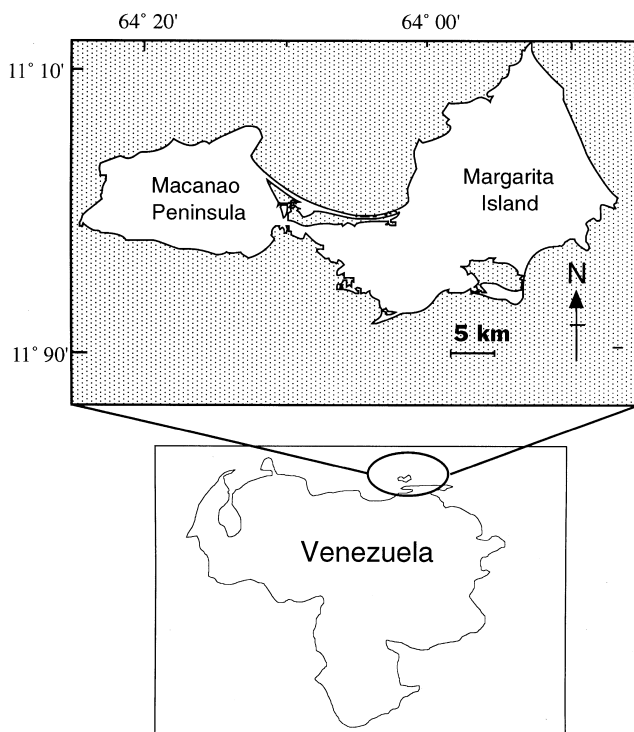 64° 20' 64° 00'
11° 10'
Macanao
Peninsula
Margarita
Island
N
5 km
11° 90'
Venezuela